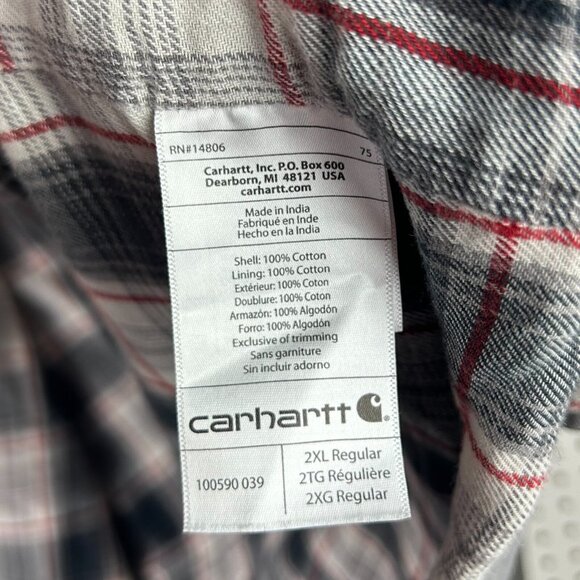 RN#14806 75
Carhartt, Inc. P.O. Box 600
Dearborn, MI 48121 USA
carhartt.com
Made in India
Fabriqué en Inde
Hecho en la India
Shell: 100% Cotton
Lining: 100% Cotton
Extérieur: 100% Coton
Doublure: 100% Coton
Armazón: 100% Algodón
Forro: 100% Algodón
Exclusive of trimming
Sans garniture
Sin incluir adorno
carhartt
100590 039
2XL Regular
2TG Régulière
2XG Regular